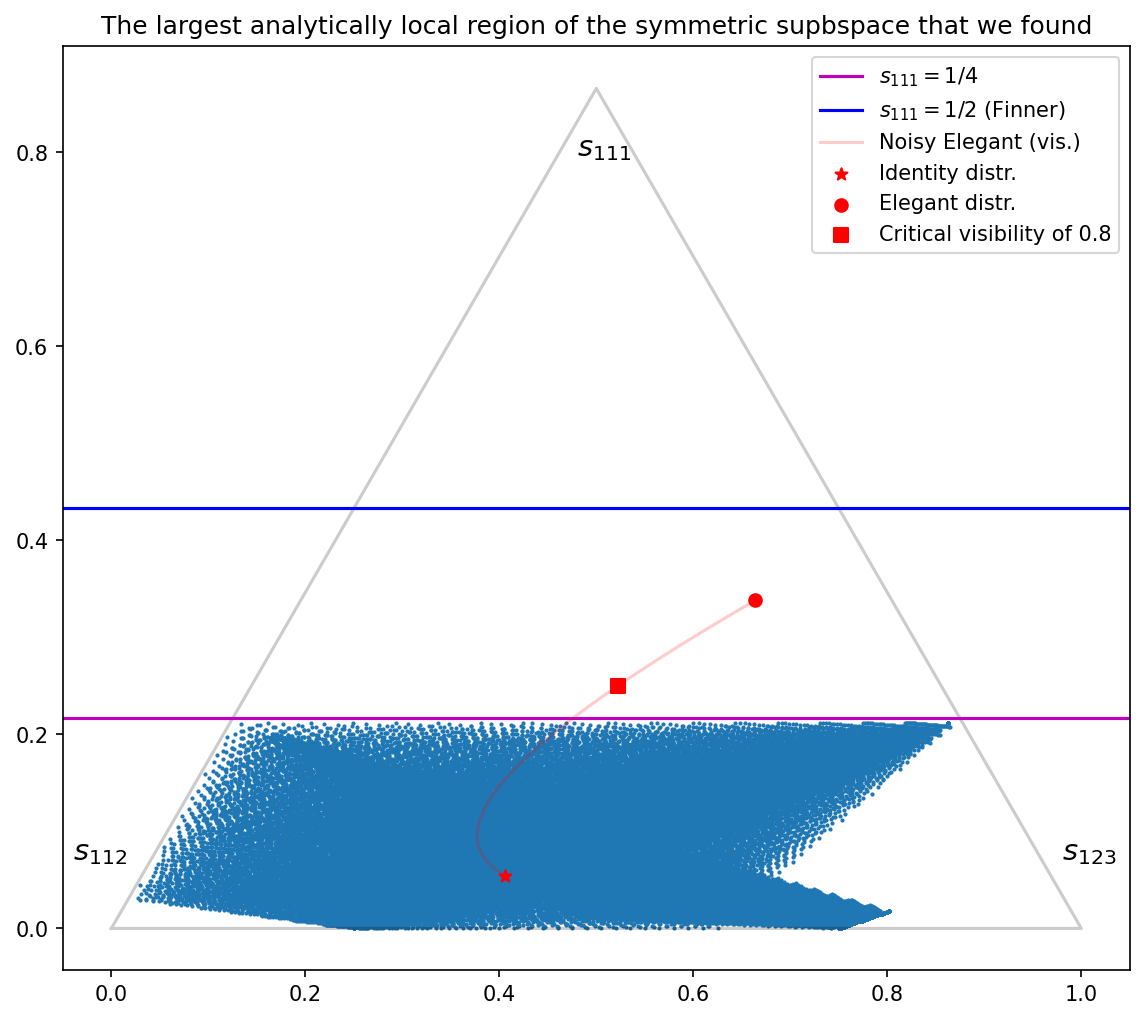 The largest analytically local region of the symmetric supbspace that we found
s₁₁₁ = 1/4
s₁₁₁ = 1/2 (Finner)
Noisy Elegant (vis.)
Identity distr.
Elegant distr.
Critical visibility of 0.8
s₁₁₁
s₁₁₂
s₁₂₃
0.8
0.6
0.4
0.2
0.0
0.0 0.2 0.4 0.6 0.8 1.0